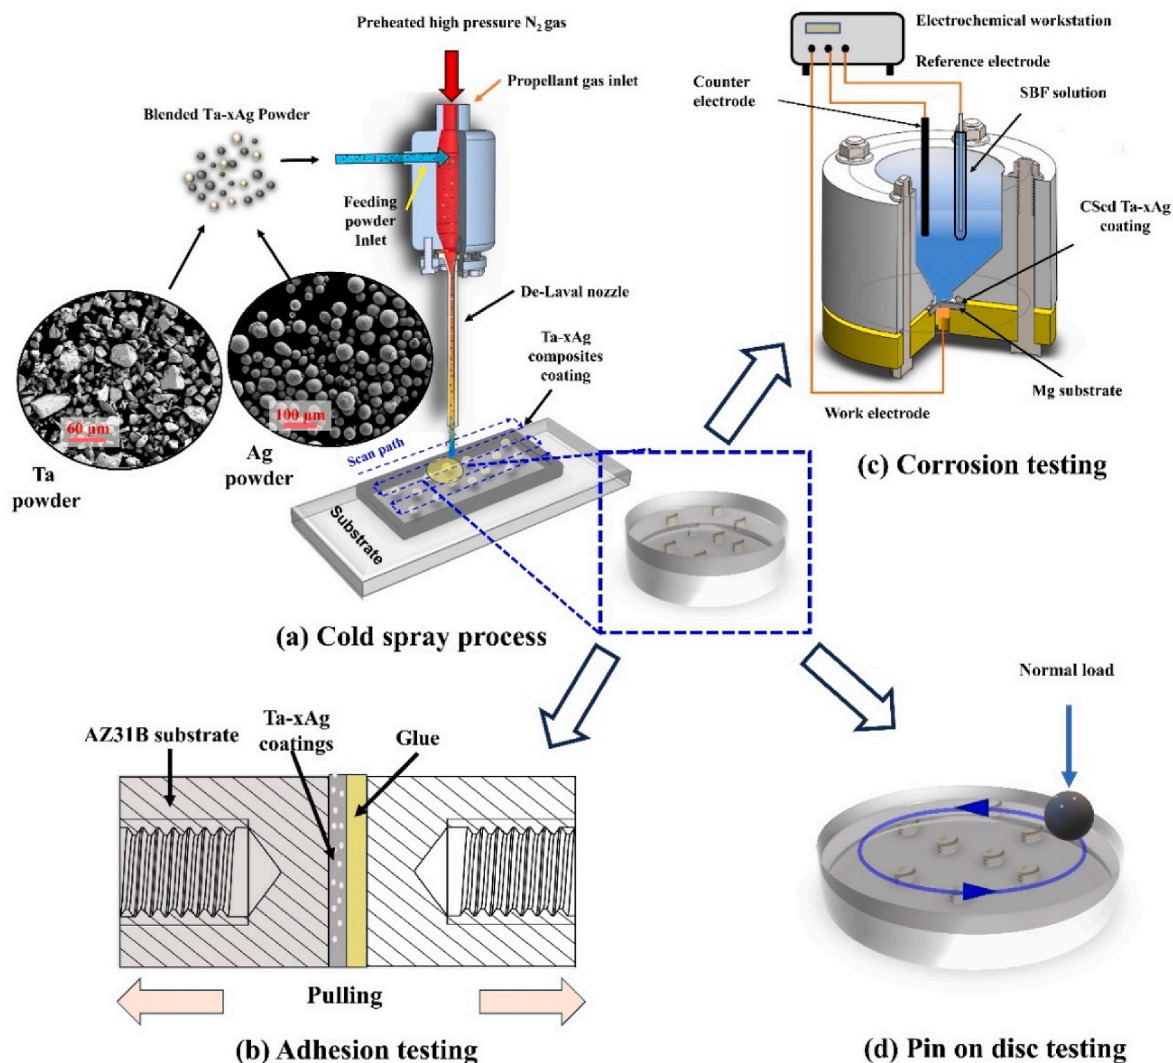 Preheated high pressure N₂ gas
Propellant gas inlet
Blended Ta-xAg Powder
Feeding
powder
Inlet
De-Laval nozzle
60 μm
100 μm
Ta
powder
Ag
powder
Ta-xAg
composites
coating
Scan path
Substrate
(a) Cold spray process
Electrochemical workstation
Reference electrode
Counter
electrode
SBF solution
CScd Ta-xAg
coating
Mg substrate
Work electrode
(c) Corrosion testing
AZ31B substrate
Ta-xAg
coatings
Glue
Pulling
(b) Adhesion testing
Normal load
(d) Pin on disc testing